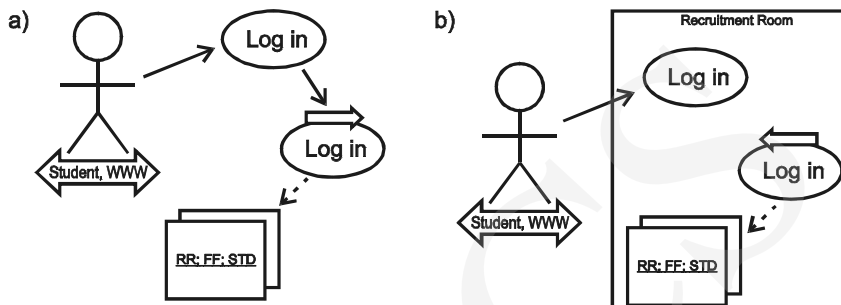 a)
Log in
Log in
Student, WWW
RR; FF; STD
b)
Recruitment Room
Log in
Log in
Student, WWW
RR; FF; STD